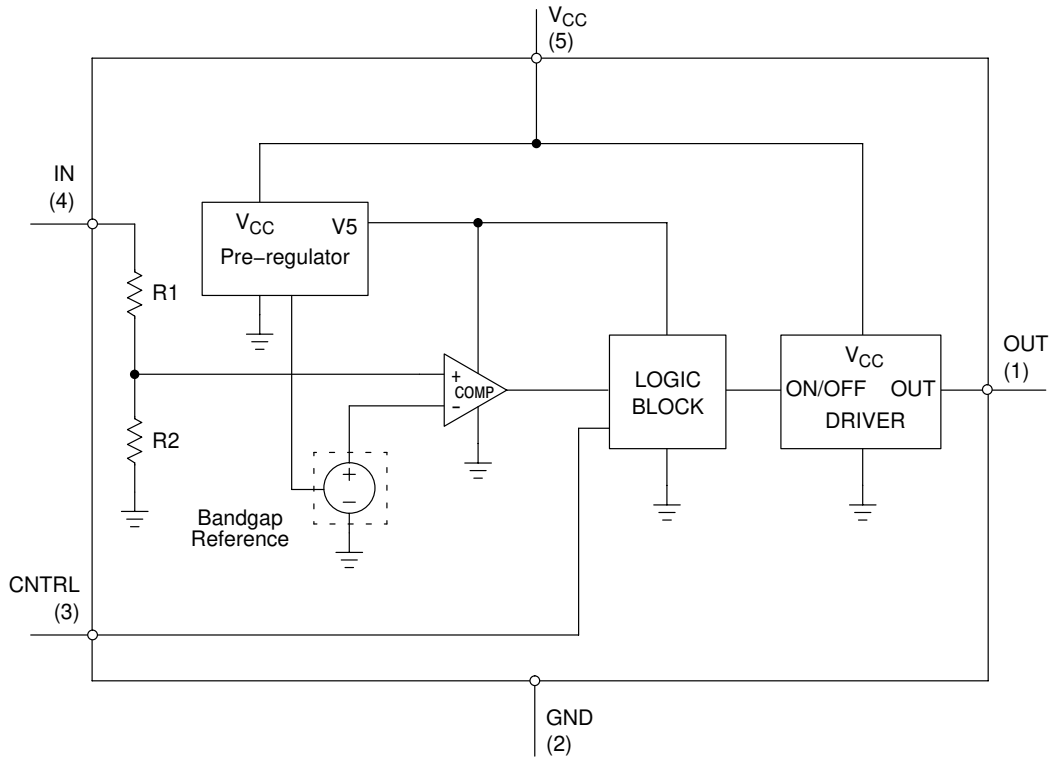 VCC
(5)
IN
(4)
VCC V5
Pre−regulator
R1
OUT
(1)
VCC
ON/OFF OUT
DRIVER
LOGIC
BLOCK
+
COMP
−
R2
+
−
Bandgap
Reference
CNTRL
(3)
GND
(2)